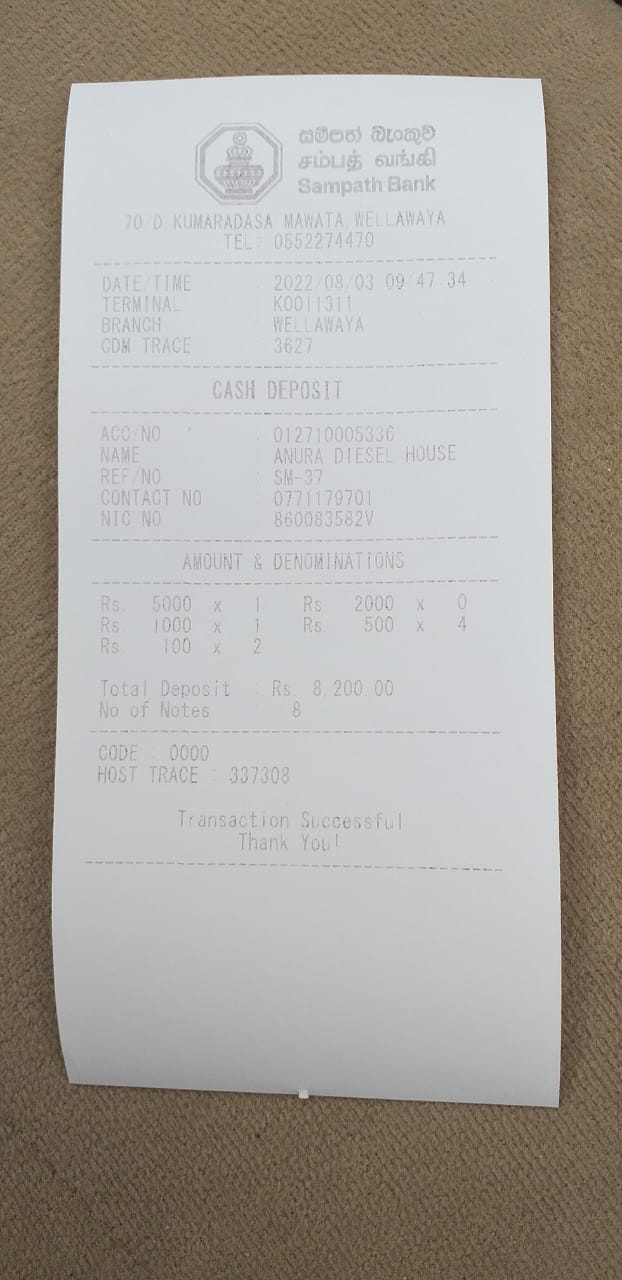 සම්පත් බැංකුව
சம்பத் வங்கி
Sampath Bank
70/D, KUMARADASA MAWATA, WELLAWAYA
TEL: 0552274470
DATE/TIME : 2022/08/03 09:47:34
TERMINAL : K0011311
BRANCH : WELLAWAYA
CDM TRACE : 3627
CASH DEPOSIT
ACC/NO : 012710005336
NAME : ANURA DIESEL HOUSE
REF/NO : SM-37
CONTACT NO : 0771179701
NIC NO : 860083582V
AMOUNT & DENOMINATIONS
Rs. 5000 x 1 Rs. 2000 x 0
Rs. 1000 x 1 Rs. 500 x 4
Rs. 100 x 2
Total Deposit : Rs. 8,200.00
No of Notes 8
CODE : 0000
HOST TRACE : 337308
Transaction Successful
Thank You!